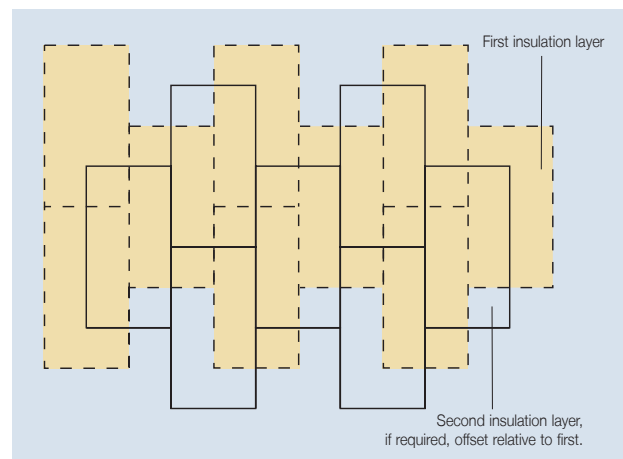 First insulation layer
Second insulation layer,
if required, offset relative to first.